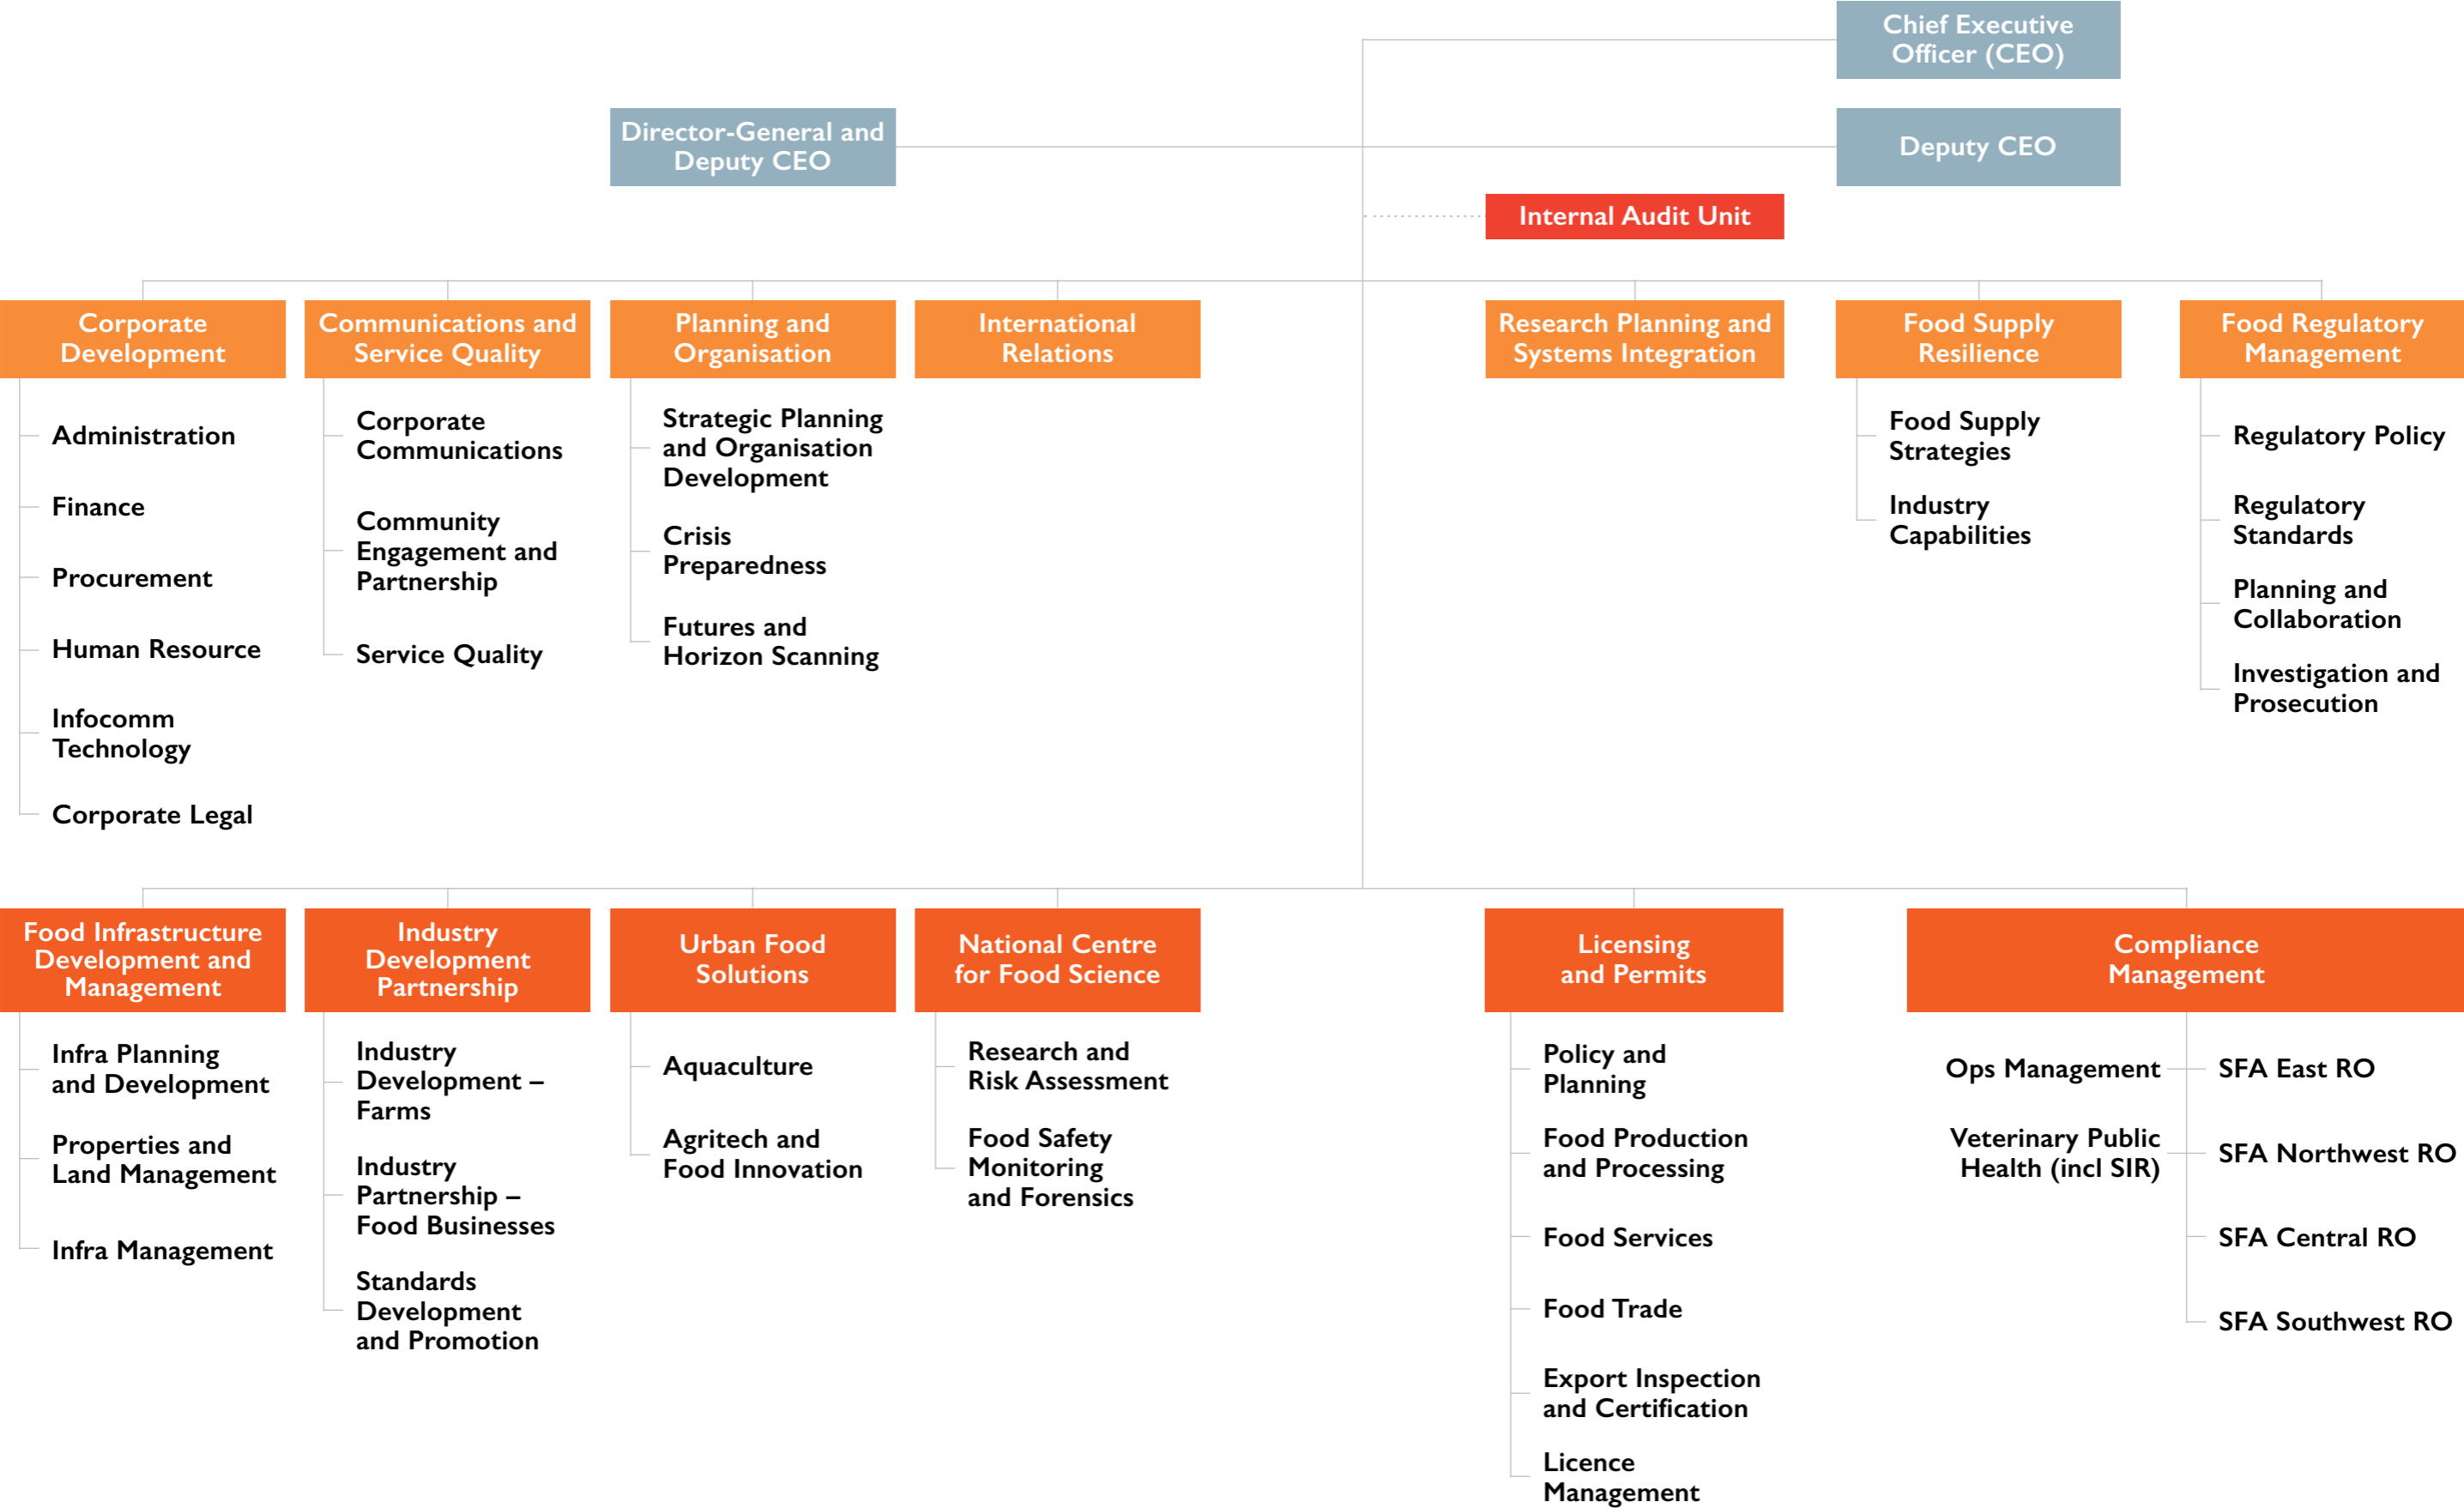 Chief Executive
Officer (CEO)
Director-General and
Deputy CEO
Deputy CEO
Internal Audit Unit
Corporate
Development
Administration
Finance
Procurement
Human Resource
Infocomm
Technology
Corporate Legal
Communications and
Service Quality
Corporate
Communications
Community
Engagement and
Partnership
Service Quality
Planning and
Organisation
Strategic Planning
and Organisation
Development
Crisis
Preparedness
Futures and
Horizon Scanning
International
Relations
Research Planning and
Systems Integration
Food Supply
Resilience
Food Supply
Strategies
Industry
Capabilities
Food Regulatory
Management
Regulatory Policy
Regulatory
Standards
Planning and
Collaboration
Investigation and
Prosecution
Food Infrastructure
Development and
Management
Infra Planning
and Development
Properties and
Land Management
Infra Management
Industry
Development
Partnership
Industry
Development –
Farms
Industry
Partnership –
Food Businesses
Standards
Development
and Promotion
Urban Food
Solutions
Aquaculture
Agritech and
Food Innovation
National Centre
for Food Science
Research and
Risk Assessment
Food Safety
Monitoring
and Forensics
Licensing
and Permits
Policy and
Planning
Food Production
and Processing
Food Services
Food Trade
Export Inspection
and Certification
Licence
Management
Compliance
Management
Ops Management
Veterinary Public
Health (incl SIR)
SFA East RO
SFA Northwest RO
SFA Central RO
SFA Southwest RO